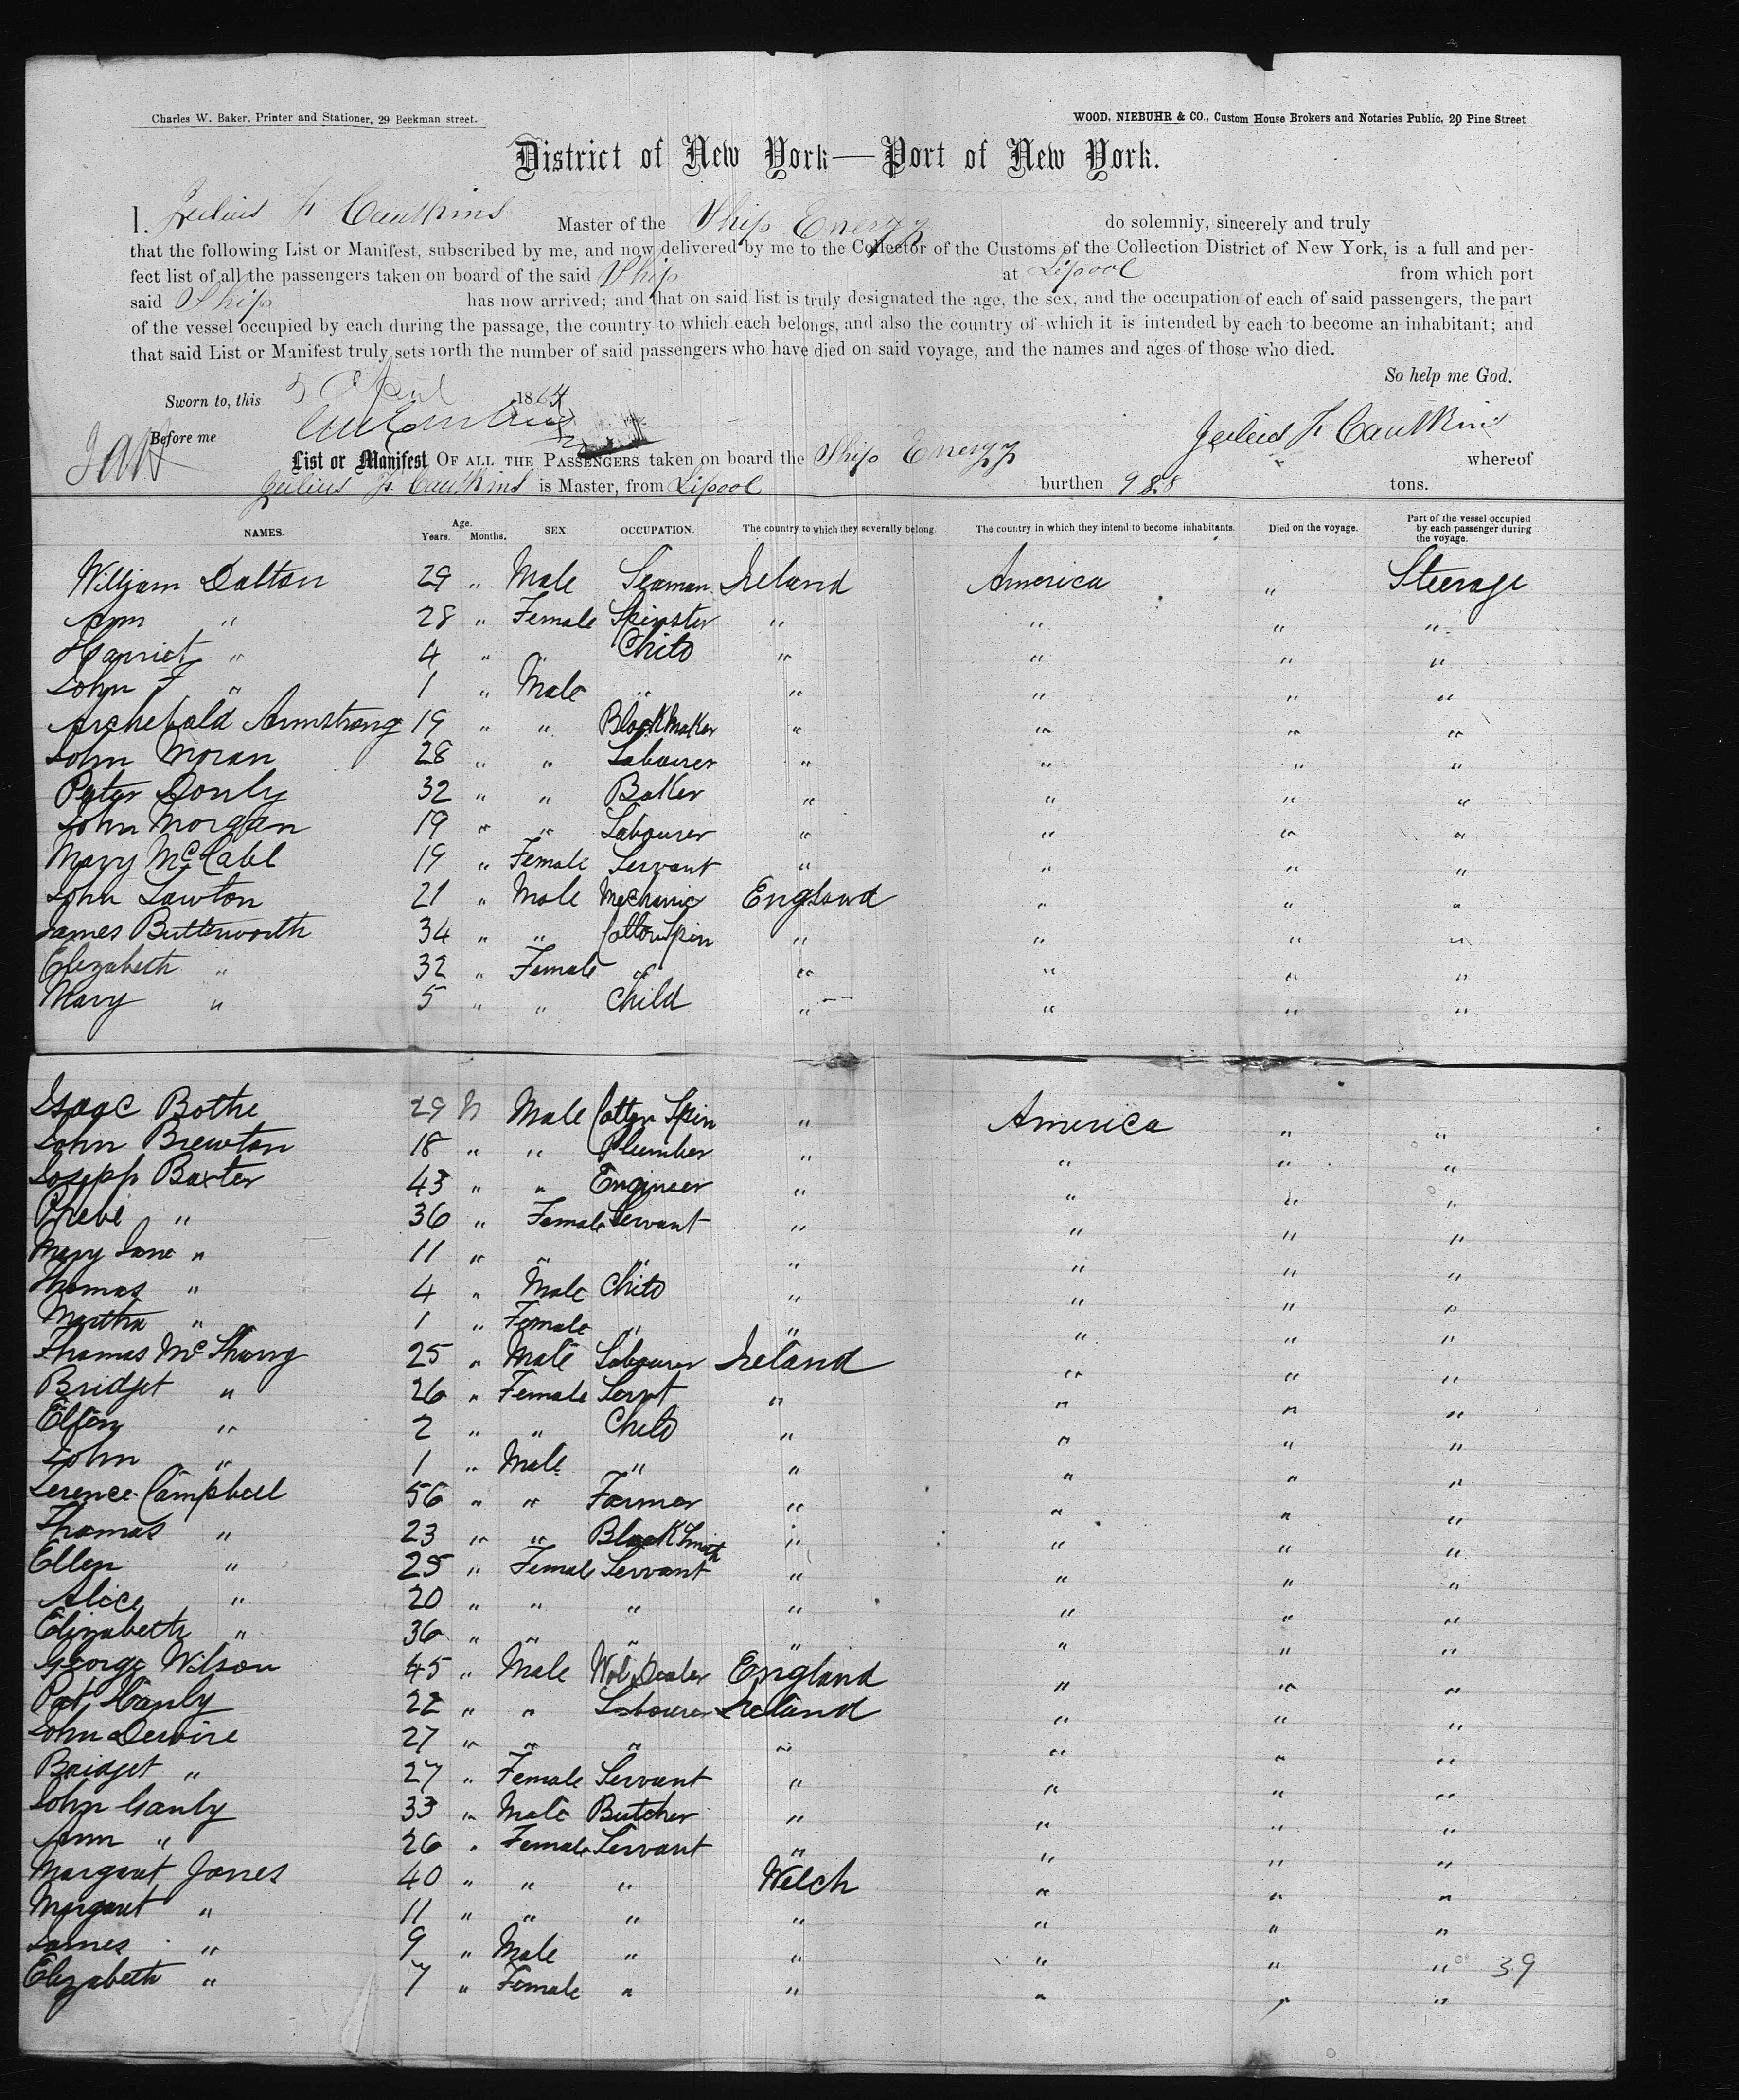 Charles W. Baker, Printer and Stationer, 29 Beekman street.
WOOD, NIEBUHR & CO., Custom House Brokers and Notaries Public, 29 Pine Street
District of New York—Port of New York.
I, Julius F. Caulkins Master of the Ship Energy do solemnly, sincerely and truly
that the following List or Manifest, subscribed by me, and now delivered by me to the Collector of the Customs of the Collection District of New York, is a full and per-
fect list of all the passengers taken on board of the said Ship at Lipool from which port
said Ship has now arrived; and that on said list is truly designated the age, the sex, and the occupation of each of said passengers, the part
of the vessel occupied by each during the passage, the country to which each belongs, and also the country of which it is intended by each to become an inhabitant; and
that said List or Manifest truly sets forth the number of said passengers who have died on said voyage, and the names and ages of those who died.
So help me God.
Sworn to, this 5 April 1864
Before me
Julius F Caulkins
List or Manifest OF ALL THE PASSENGERS taken on board the Ship Energy whereof
Julius F. Caulkins is Master, from Lipool burthen 988 tons.
NAMES. Age. Years. Months. SEX OCCUPATION. The country to which they severally belong. The country in which they intend to become inhabitants. Died on the voyage. Part of the vessel occupied by each passenger during the voyage.
William Dalton 29 " Male Seaman Ireland America " Steerage
Ann " 28 " Female Spinster " " " "
Harriet " 4 " " Child " " " "
John F " 1 " Male " " " " "
Archebald Armstrong 19 " " Blockmaker " " " "
John Moran 28 " " Labourer " " " "
Peter Donly 32 " " Baker " " " "
John Morgan 19 " " Labourer " " " "
Mary McCabe 19 " Female Servant " " " "
John Lawton 21 " Male Mechanic England " " "
James Butterworth 34 " " Cotton Spin " " " "
Elizabeth " 32 " Female " " " " "
Mary " 5 " " Child " " " "
Isaac Bothe 29 " Male Cotton Spin " America " "
John Brewton 18 " " Plumber " " " "
Joseph Baxter 43 " " Engineer " " " "
Phebe " 36 " Female Servant " " " "
Mary Jane " 11 " " " " " " "
Thomas " 4 " Male Child " " " "
Martha " 1 " Female " " " " "
Thomas Mc 25 " Male Labourer Ireland " " "
Bridget " 26 " Female Servt " " " "
Ellen " 2 " " Child " " " "
John " 1 " Male " " " " "
Terence Campbell 56 " " Farmer " " " "
Thomas " 23 " " BlackSmith " " " "
Ellen " 25 " Female Servant " " " "
Alice " 20 " " " " " " "
Elizabeth " 36 " " " " " " "
George Wilson 45 " Male Dealer England " " "
Pat Hanly 22 " " Labourer Ireland " " "
John Devire 27 " " " " " " "
Bridget " 27 " Female Servant " " " "
John Ganly 33 " Male Butcher " " " "
Ann " 26 " Female Servant " " " "
Margaret Jones 40 " " " Welch " " "
Margaret " 11 " " " " " " "
James " 9 " Male " " " " "
Elizabeth " 7 " Female " " " " "
39